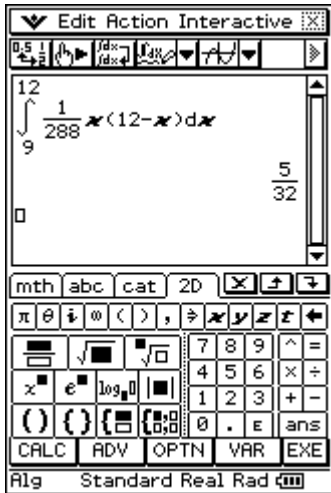 Edit Action Interactive
12
∫ 1/288 x(12-x)dx
9
5/32
mth abc cat 2D
π θ i ∞ ( ) , ⇒ x y z t ←
√■ ⁿ√□ 7 8 9 ^ =
x■ e■ log■□ |■| 4 5 6 × ÷
1 2 3 + -
() {} 0 . E ans
CALC ADV OPTN VAR EXE
Alg Standard Real Rad